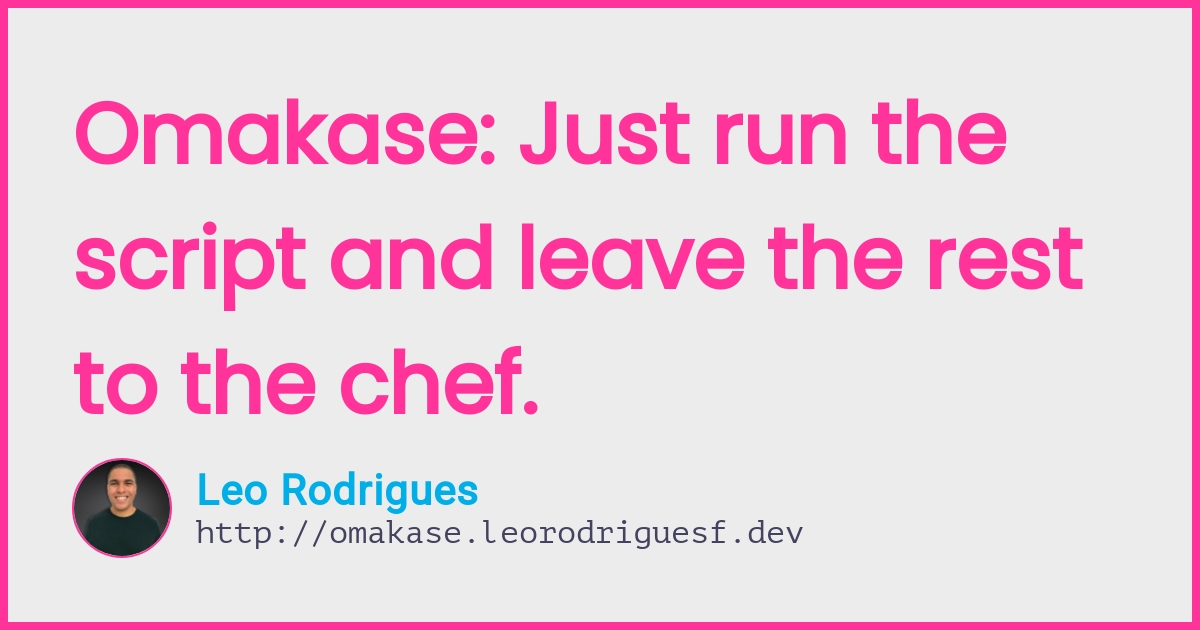 Omakase: Just run the
script and leave the rest
to the chef.
Leo Rodrigues
http://omakase.leorodriguesf.dev